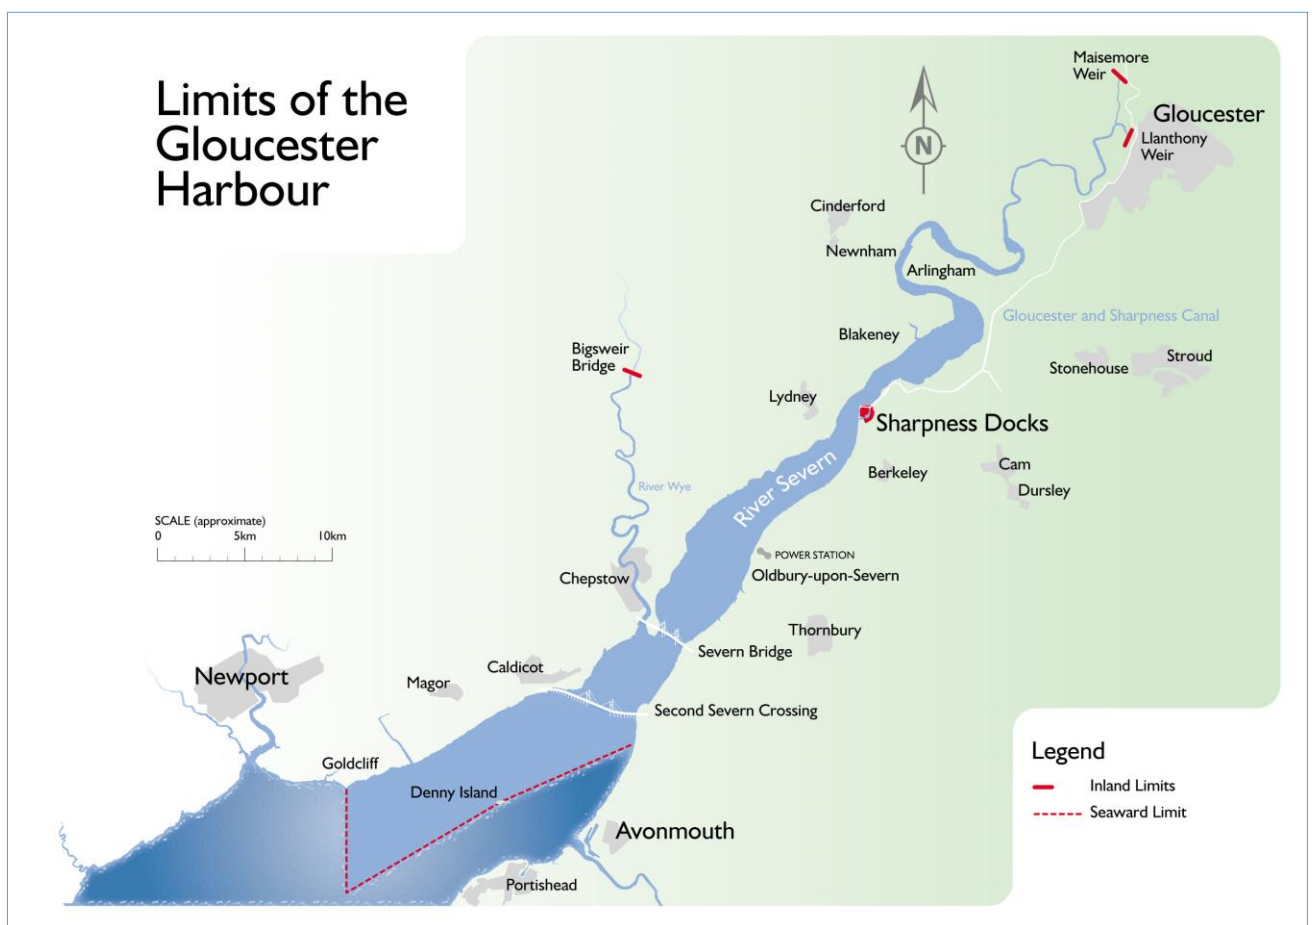 Limits of the
Gloucester
Harbour
Maisemore
Weir
Gloucester
Llanthony
Weir
N
Cinderford
Newnham
Arlingham
Gloucester and Sharpness Canal
Blakeney
Bigsweir
Bridge
Stonehouse
Stroud
Lydney
Sharpness Docks
River Severn
Berkeley
Cam
Dursley
River Wye
SCALE (approximate)
0 5km 10km
POWER STATION
Oldbury-upon-Severn
Chepstow
Thornbury
Severn Bridge
Caldicot
Newport
Magor
Second Severn Crossing
Goldcliff
Denny Island
Avonmouth
Portishead
Legend
Inland Limits
Seaward Limit